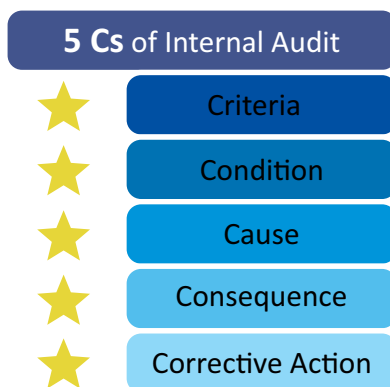 5 Cs of Internal Audit
Criteria
Condition
Cause
Consequence
Corrective Action